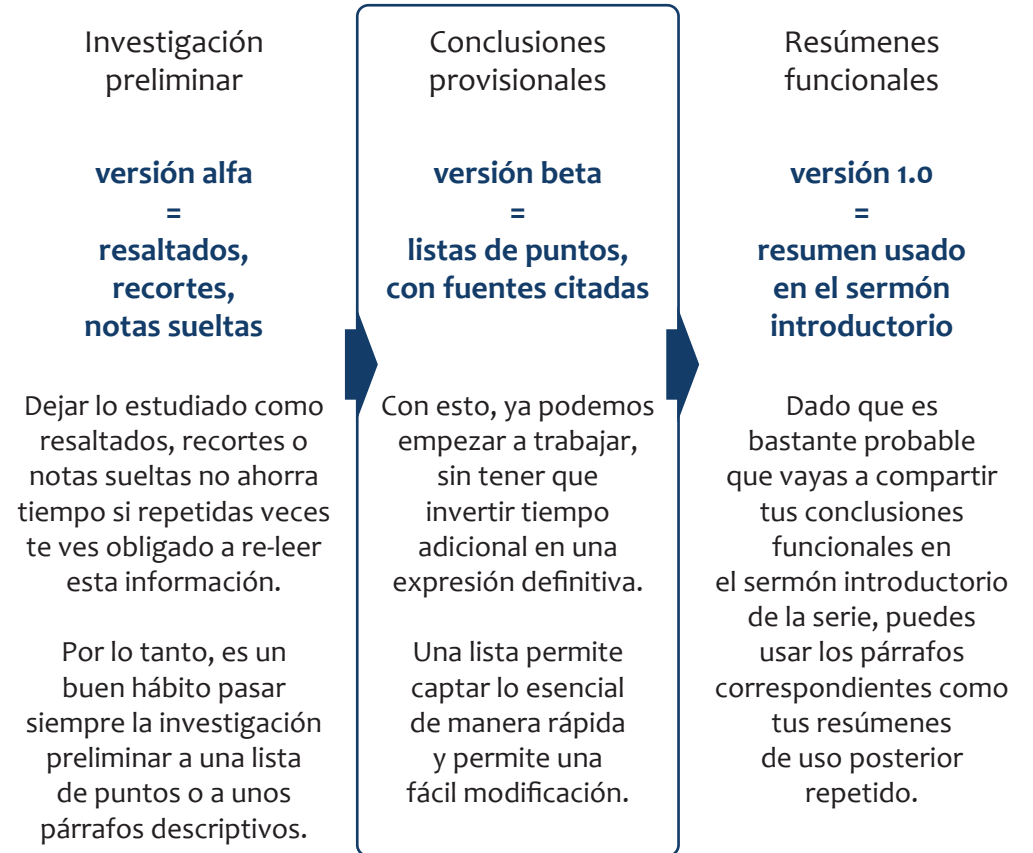 Investigación
preliminar
versión alfa
=
resaltados,
recortes,
notas sueltas
Dejar lo estudiado como
resaltados, recortes o
notas sueltas no ahorra
tiempo si repetidas veces
te ves obligado a re-leer
esta información.
Por lo tanto, es un
buen hábito pasar
siempre la investigación
preliminar a una lista
de puntos o a unos
párrafos descriptivos.
Conclusiones
provisionales
versión beta
=
listas de puntos,
con fuentes citadas
Con esto, ya podemos
empezar a trabajar,
sin tener que
invertir tiempo
adicional en una
expresión definitiva.
Una lista permite
captar lo esencial
de manera rápida
y permite una
fácil modificación.
Resúmenes
funcionales
versión 1.0
=
resumen usado
en el sermón
introductorio
Dado que es
bastante probable
que vayas a compartir
tus conclusiones
funcionales en
el sermón introductorio
de la serie, puedes
usar los párrafos
correspondientes como
tus resúmenes
de uso posterior
repetido.